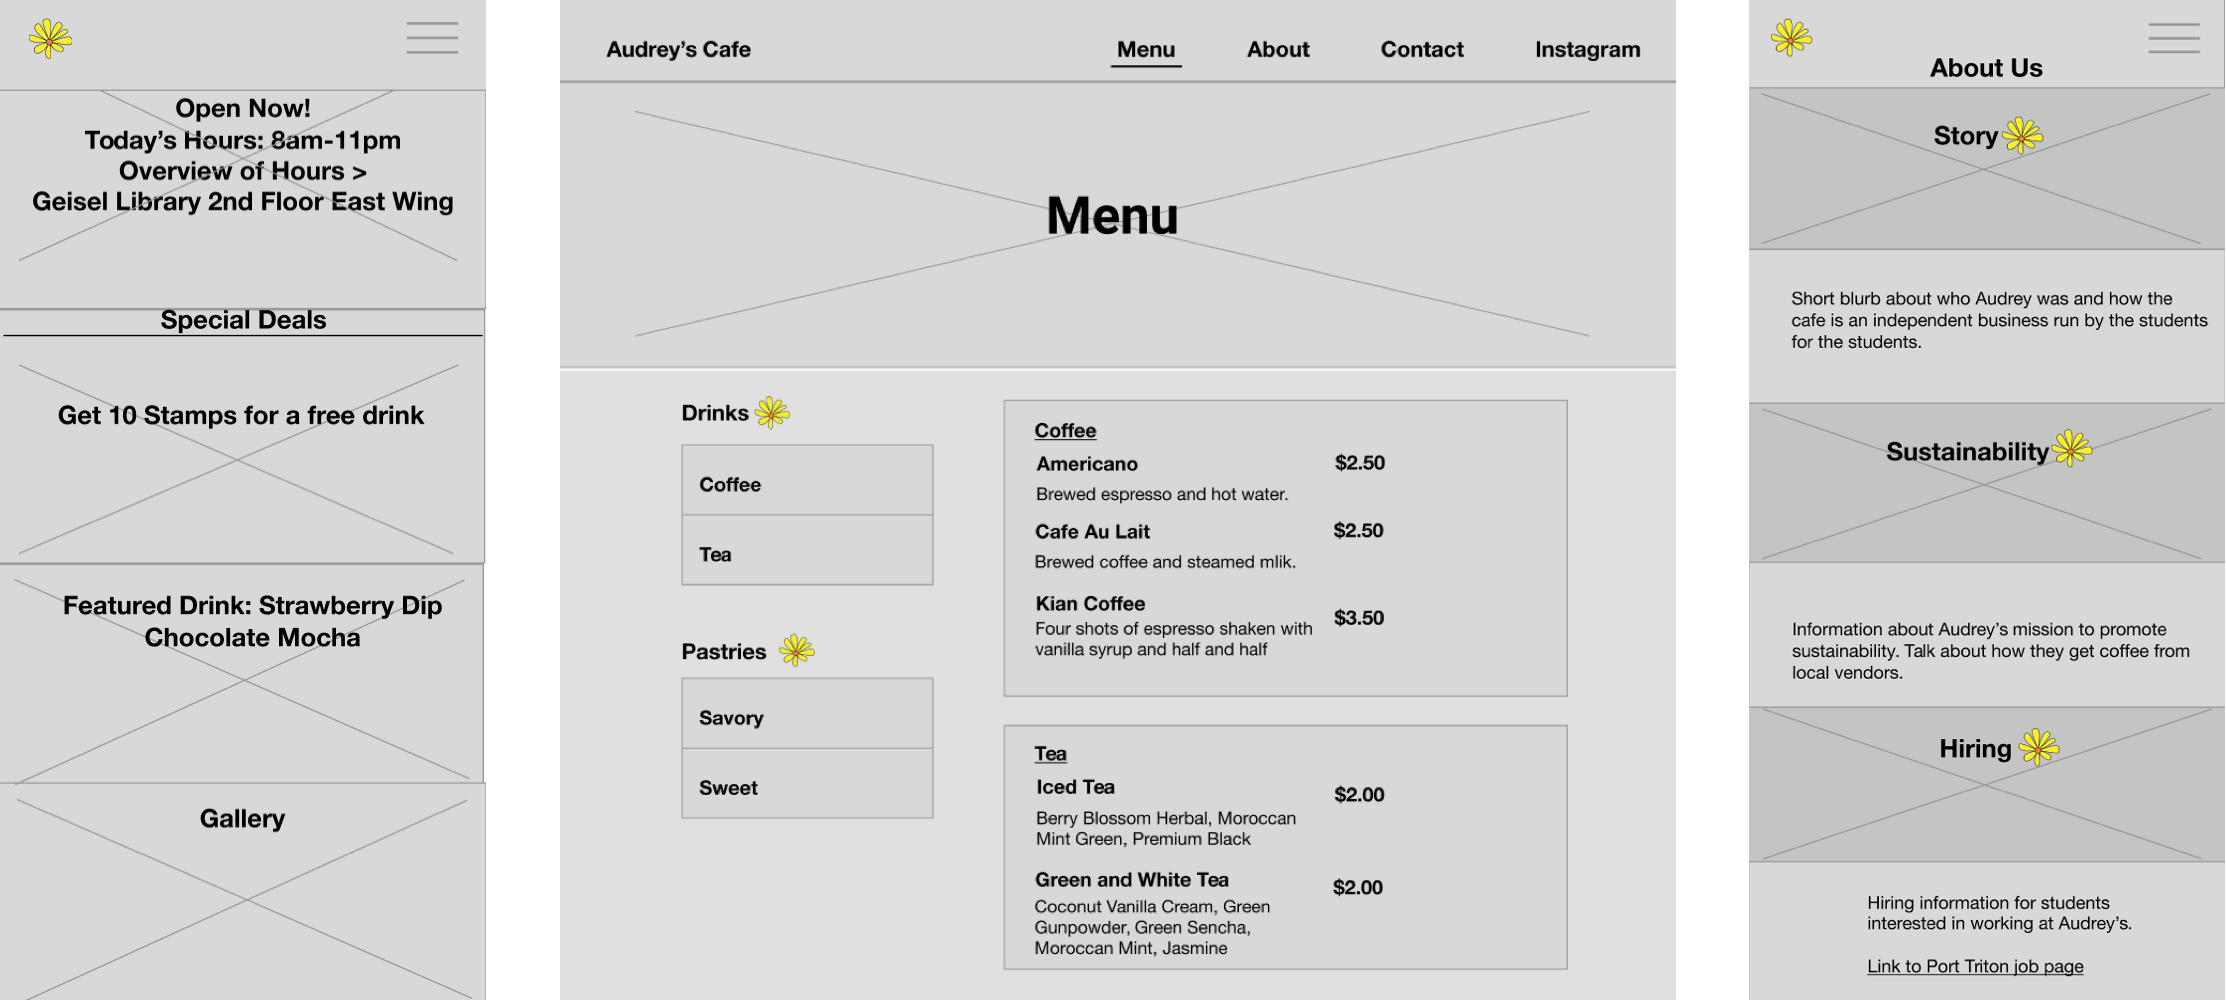 Open Now!
Today's Hours: 8am-11pm
Overview of Hours >
Geisel Library 2nd Floor East Wing
Special Deals
Get 10 Stamps for a free drink
Featured Drink: Strawberry Dip
Chocolate Mocha
Gallery
Audrey's Cafe
Menu
About
Contact
Instagram
Menu
Drinks
Coffee
Tea
Pastries
Savory
Sweet
Coffee
Americano $2.50
Brewed espresso and hot water.
Cafe Au Lait $2.50
Brewed coffee and steamed mlik.
Kian Coffee $3.50
Four shots of espresso shaken with
vanilla syrup and half and half
Tea
Iced Tea $2.00
Berry Blossom Herbal, Moroccan
Mint Green, Premium Black
Green and White Tea $2.00
Coconut Vanilla Cream, Green
Gunpowder, Green Sencha,
Moroccan Mint, Jasmine
About Us
Story
Short blurb about who Audrey was and how the
cafe is an independent business run by the students
for the students.
Sustainability
Information about Audrey's mission to promote
sustainability. Talk about how they get coffee from
local vendors.
Hiring
Hiring information for students
interested in working at Audrey's.
Link to Port Triton job page